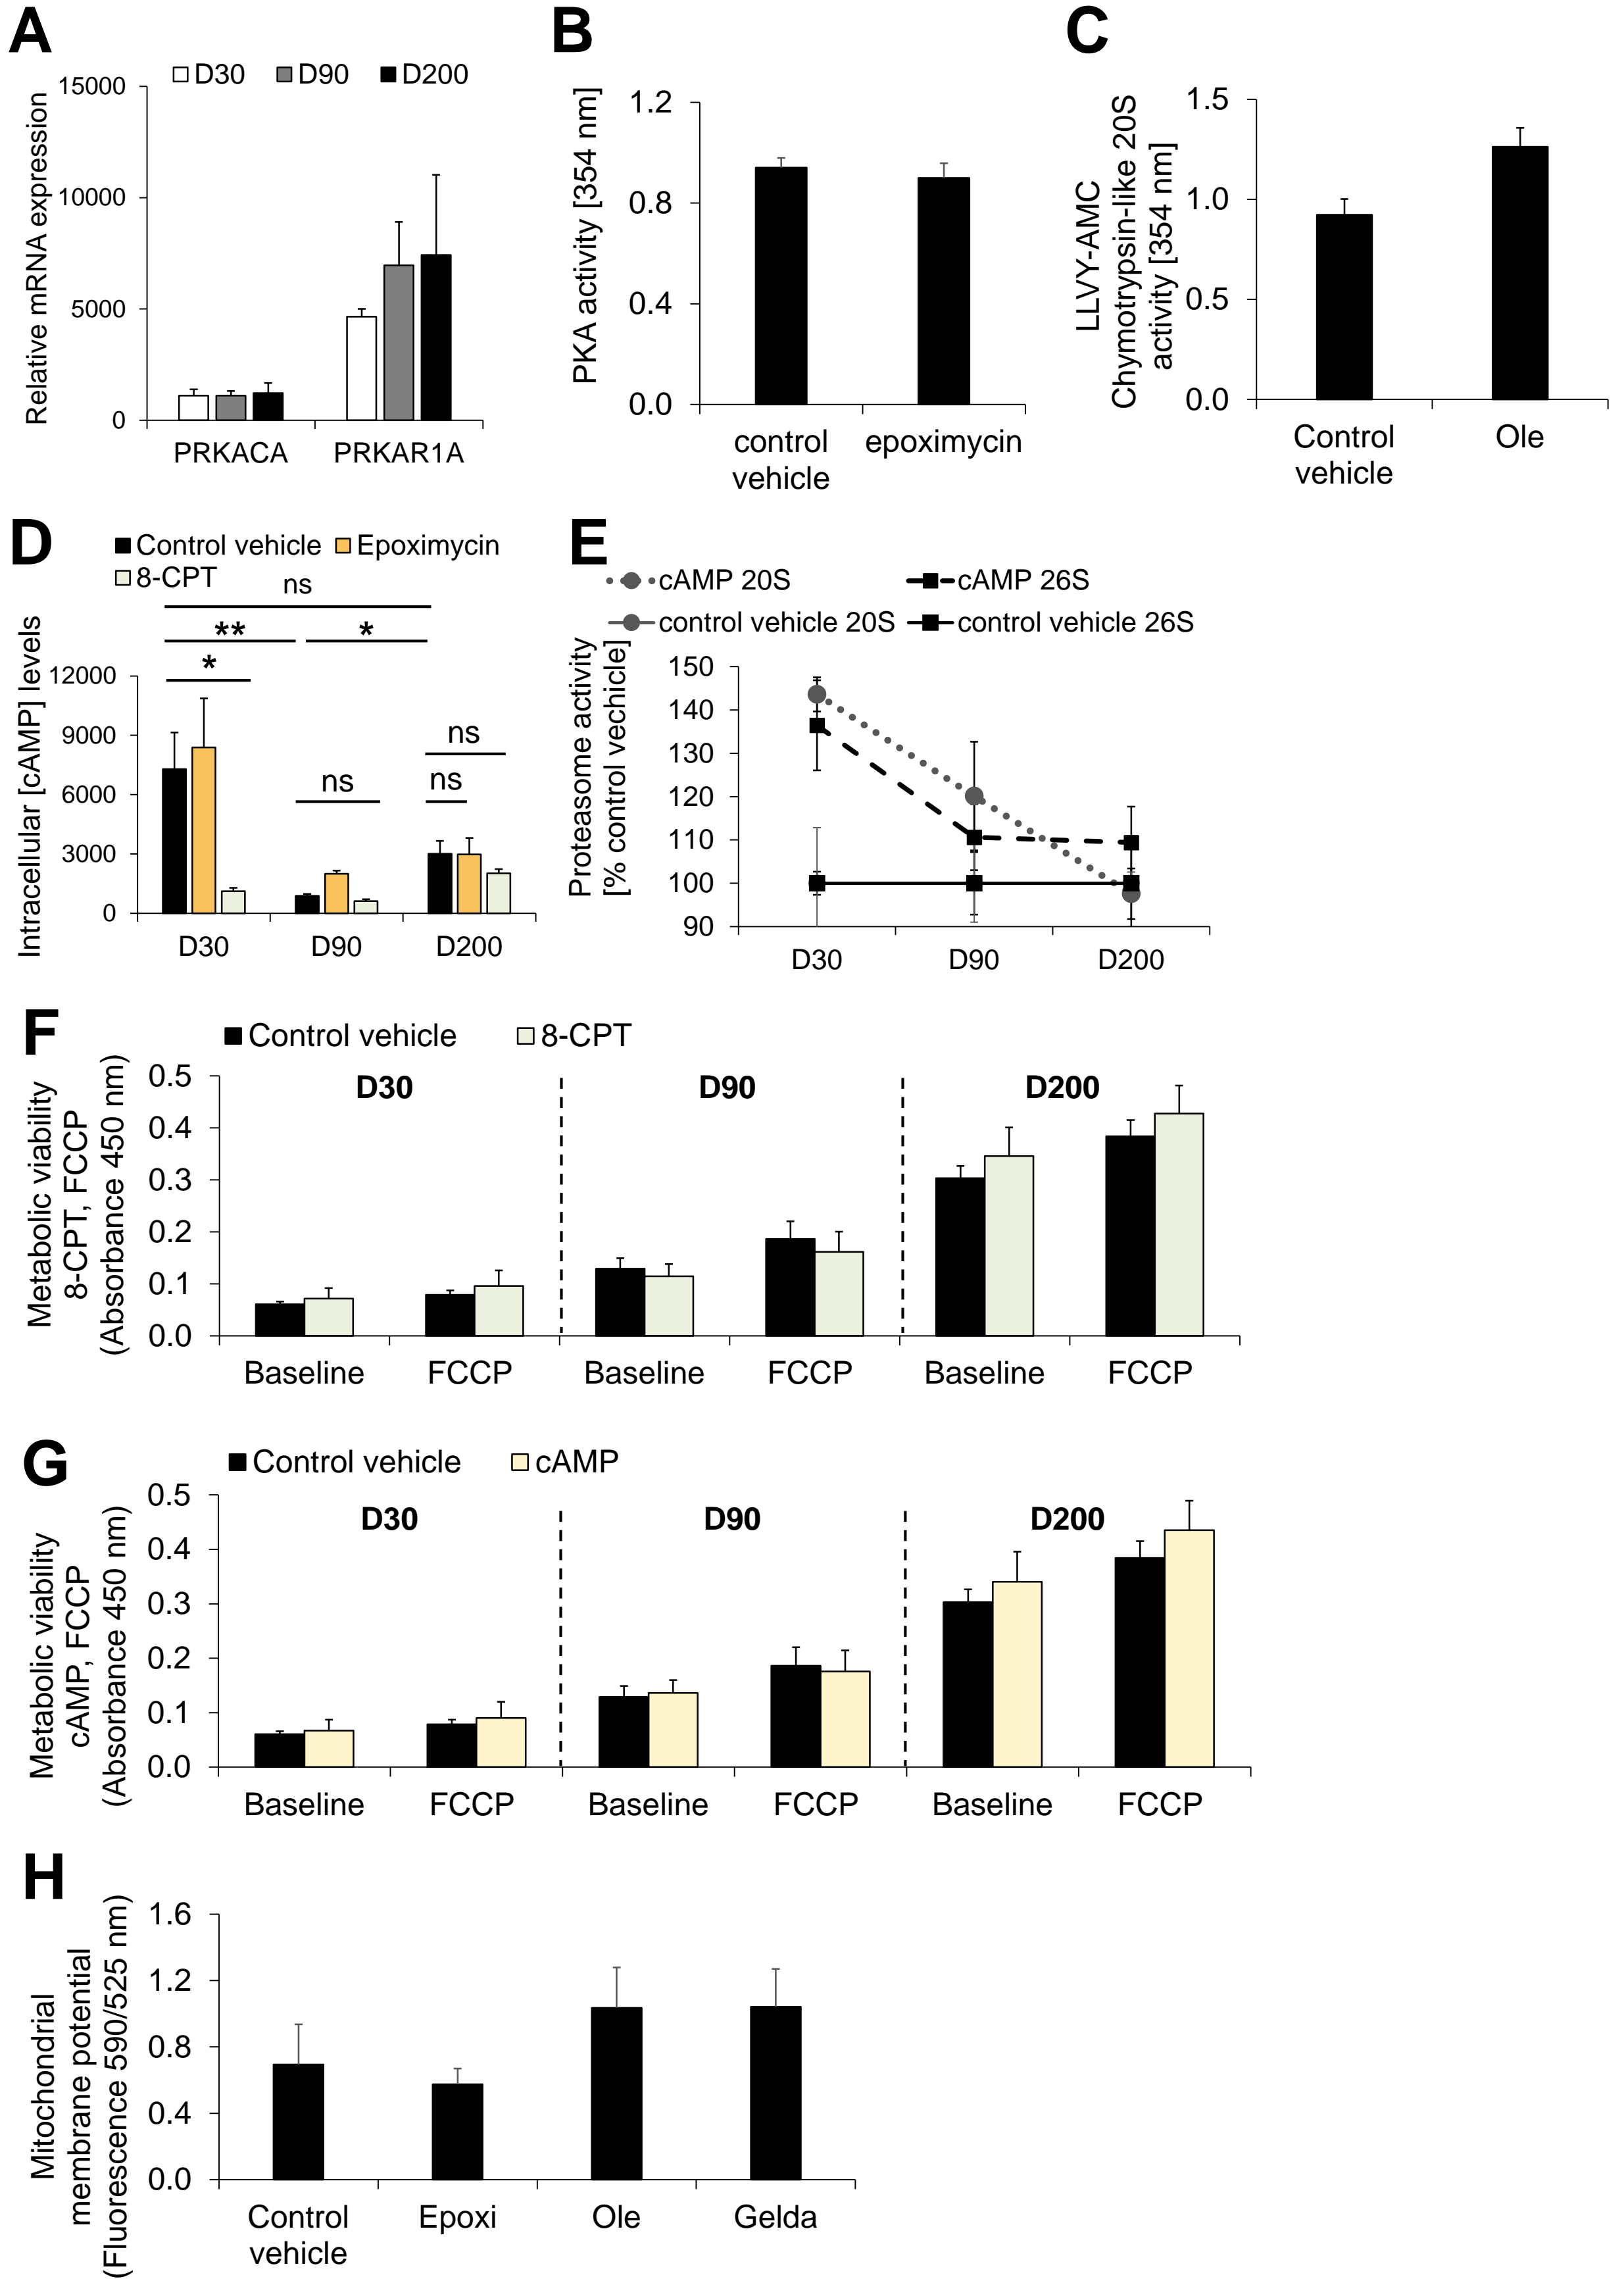 A
D30 D90 D200
Relative mRNA expression
15000
10000
5000
0
PRKACA PRKAR1A
B
PKA activity [354 nm]
1.2
0.8
0.4
0.0
control vehicle
epoximycin
C
LLVY-AMC
Chymotrypsin-like 20S
activity [354 nm]
1.5
1.0
0.5
0.0
Control vehicle
Ole
D
Control vehicle Epoximycin
8-CPT
Intracellular [cAMP] levels
ns
** *
*
12000
9000
6000
3000
0
ns
ns
ns
D30 D90 D200
E
cAMP 20S cAMP 26S
control vehicle 20S control vehicle 26S
Proteasome activity
[% control vechicle]
150
140
130
120
110
100
90
D30 D90 D200
F
Control vehicle 8-CPT
Metabolic viability
8-CPT, FCCP
(Absorbance 450 nm)
0.5
0.4
0.3
0.2
0.1
0.0
D30 D90 D200
Baseline FCCP Baseline FCCP Baseline FCCP
G
Control vehicle cAMP
Metabolic viability
cAMP, FCCP
(Absorbance 450 nm)
0.5
0.4
0.3
0.2
0.1
0.0
D30 D90 D200
Baseline FCCP Baseline FCCP Baseline FCCP
H
Mitochondrial
membrane potential
(Fluorescence 590/525 nm)
1.6
1.2
0.8
0.4
0.0
Control vehicle
Epoxi Ole Gelda